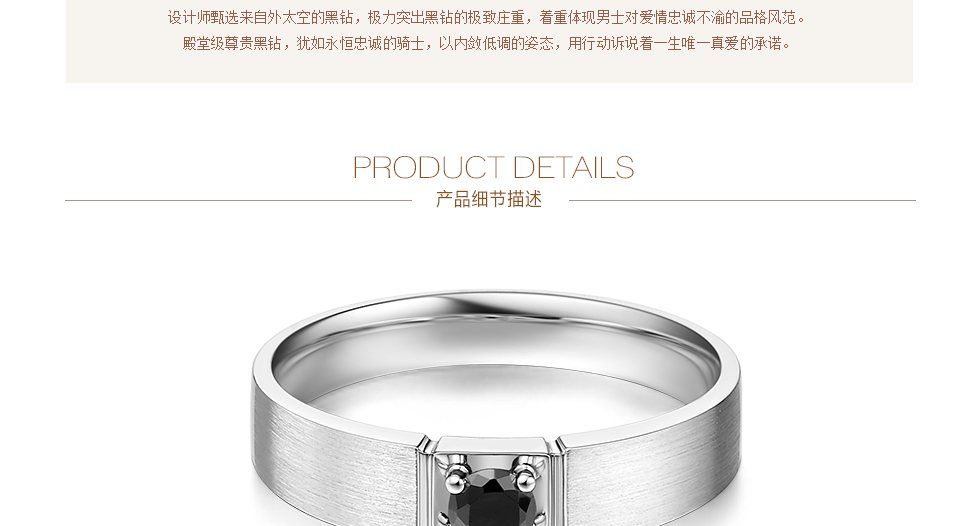 设计师甄选来自外太空的黑钻，极力突出黑钻的极致庄重，着重体现男士对爱情忠诚不渝的品格风范。
殿堂级尊贵黑钻，犹如永恒忠诚的骑士，以内敛低调的姿态，用行动诉说着一生唯一真爱的承诺。
PRODUCT DETAILS
产品细节描述